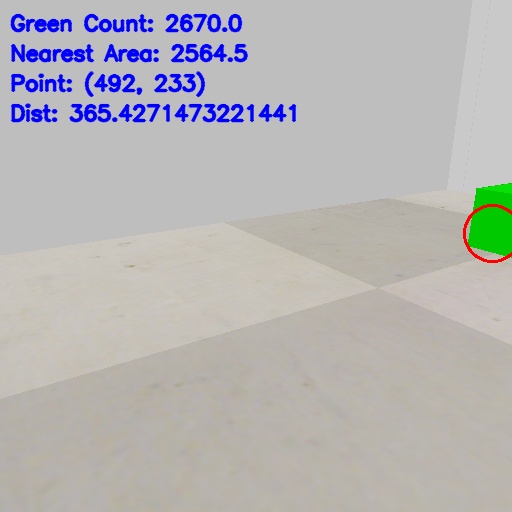 Green Count: 2670.0
Nearest Area: 2564.5
Point: (492, 233)
Dist: 365.4271473221441